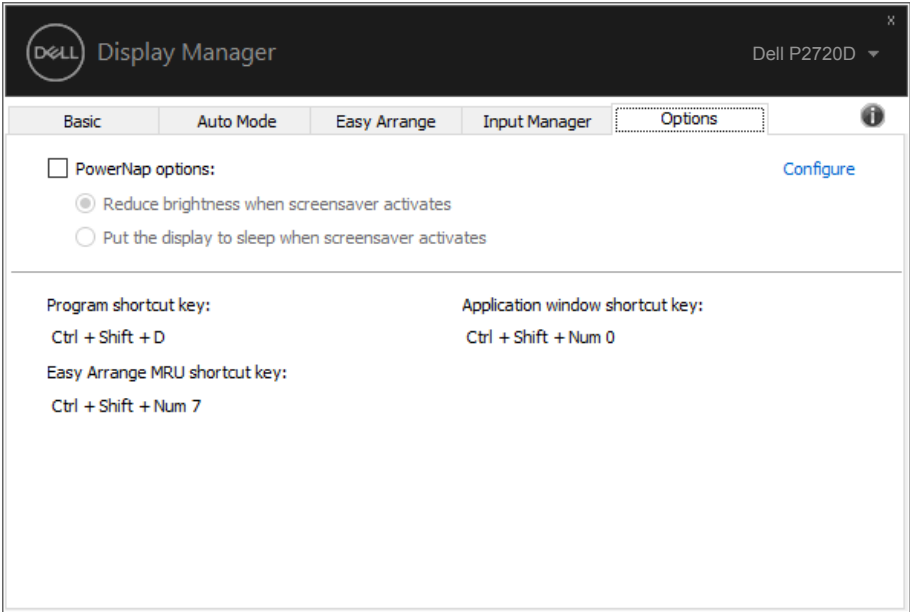 x
DELL Display Manager
Dell P2720D
Basic Auto Mode Easy Arrange Input Manager Options
PowerNap options: Configure
Reduce brightness when screensaver activates
Put the display to sleep when screensaver activates
Program shortcut key: Application window shortcut key:
Ctrl + Shift + D Ctrl + Shift + Num 0
Easy Arrange MRU shortcut key:
Ctrl + Shift + Num 7